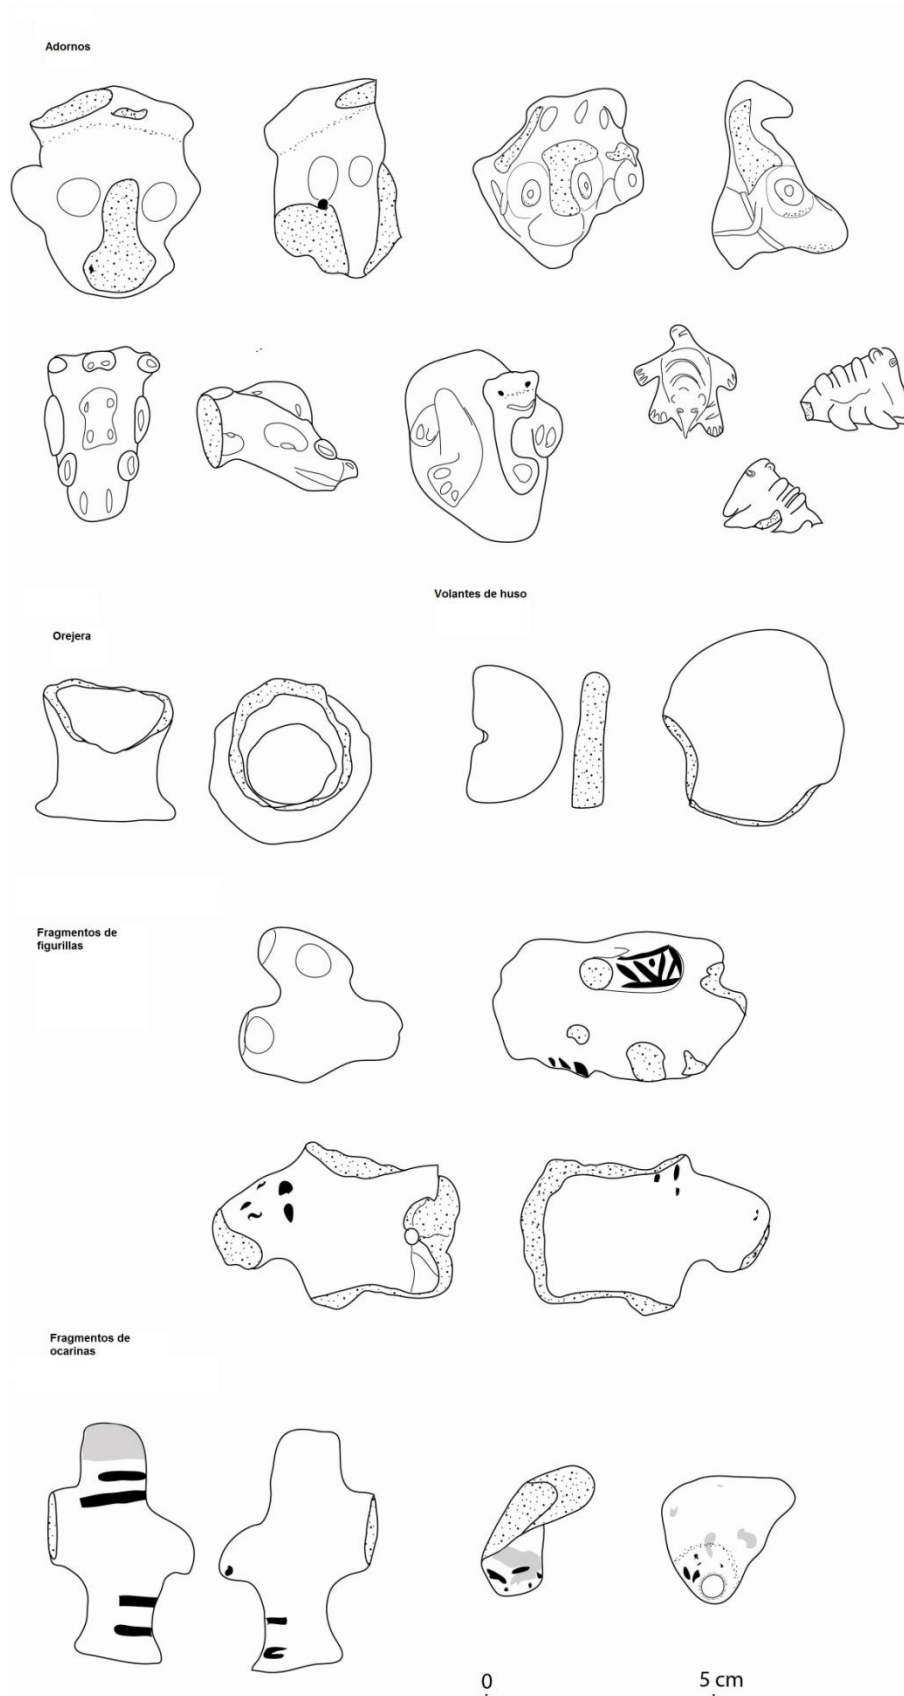 Adornos
Volantes de huso
Orejera
Fragmentos de
figurillas
Fragmentos de
ocarinas
0 5 cm